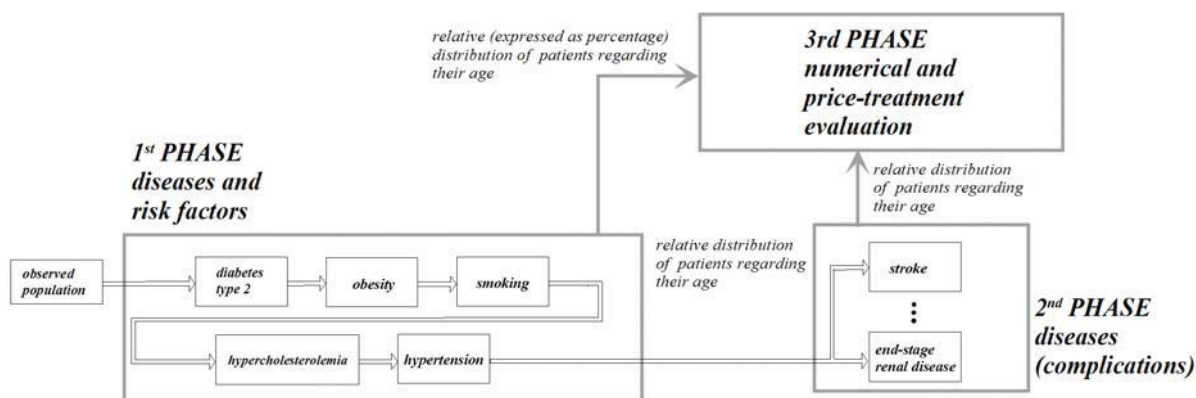 relative (expressed as percentage)
distribution of patients regarding
their age
3rd PHASE
numerical and
price-treatment
evaluation
1st PHASE
diseases and
risk factors
relative distribution
of patients regarding
their age
relative distribution
of patients regarding
their age
observed
population
diabetes
type 2
obesity
smoking
hypercholesterolemia
hypertension
stroke
end-stage
renal disease
2nd PHASE
diseases
(complications)